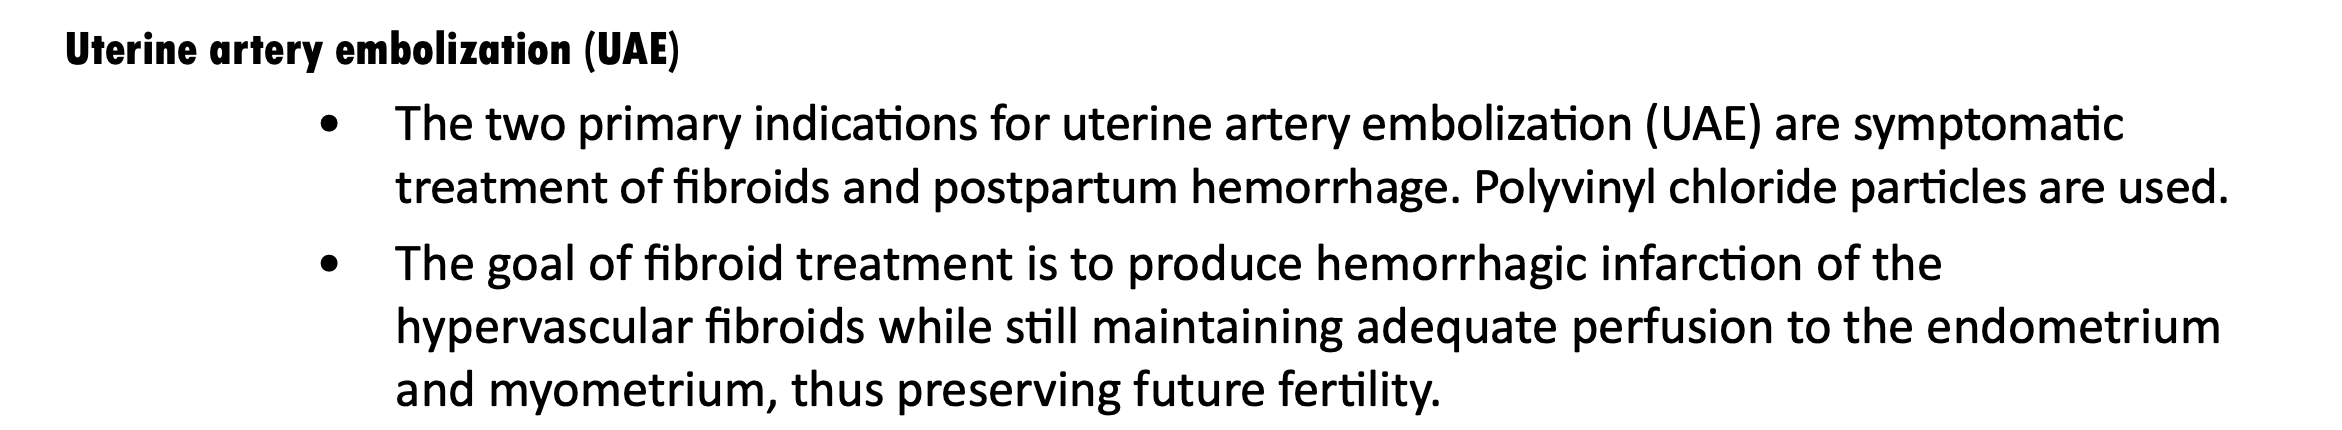 Uterine artery embolization (UAE)
• The two primary indications for uterine artery embolization (UAE) are symptomatic
treatment of fibroids and postpartum hemorrhage. Polyvinyl chloride particles are used.
• The goal of fibroid treatment is to produce hemorrhagic infarction of the
hypervascular fibroids while still maintaining adequate perfusion to the endometrium
and myometrium, thus preserving future fertility.